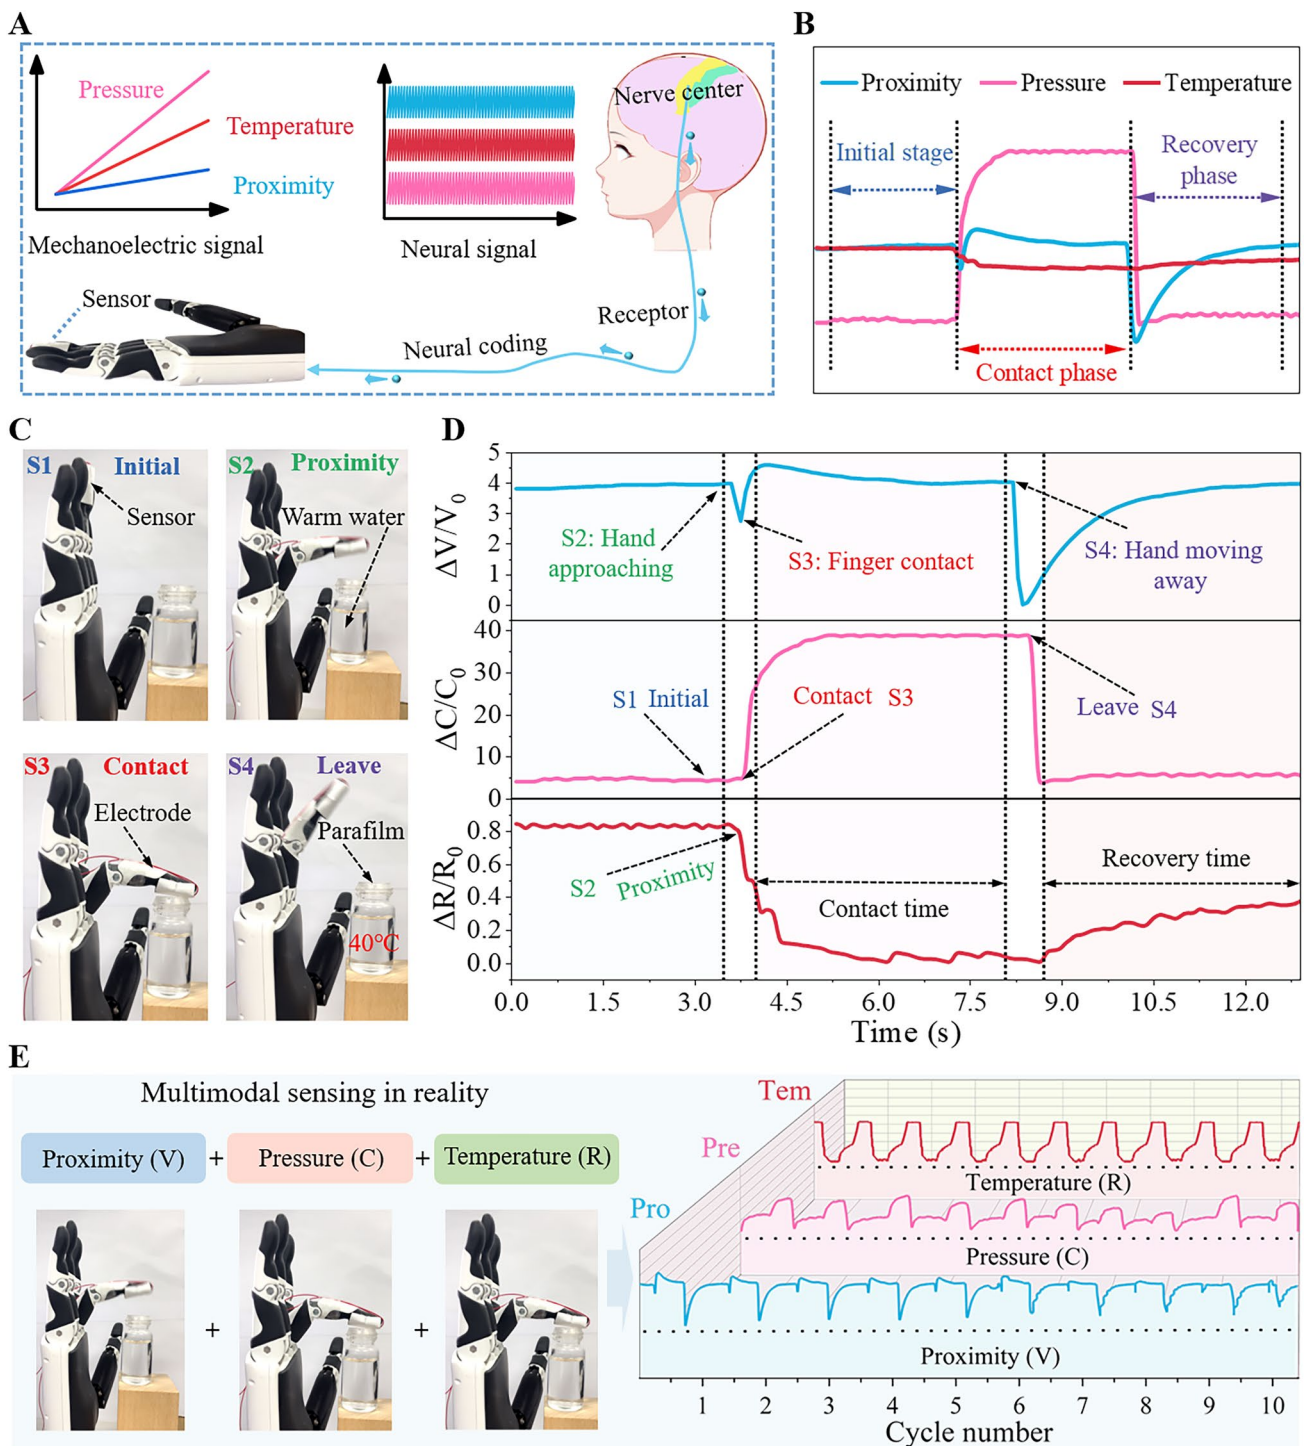 A
Pressure
Temperature
Proximity
Mechanoelectric signal
Neural signal
Nerve center
Sensor
Neural coding
Receptor
B
Proximity
Pressure
Temperature
Initial stage
Recovery
phase
Contact phase
C
S1
Initial
Sensor
S2
Proximity
Warm water
S3
Contact
Electrode
S4
Leave
Parafilm
40°C
D
ΔV/V0
5
4
3
2
1
0
S2: Hand
approaching
S3: Finger contact
S4: Hand moving
away
ΔC/C0
40
30
20
10
0
S1 Initial
Contact S3
Leave S4
ΔR/R0
0.8
0.6
0.4
0.2
0.0
S2 Proximity
Contact time
Recovery time
0.0 1.5 3.0 4.5 6.0 7.5 9.0 10.5 12.0
Time (s)
E
Multimodal sensing in reality
Proximity (V) + Pressure (C) + Temperature (R)
+ +
Tem
Pre
Pro
Temperature (R)
Pressure (C)
Proximity (V)
1 2 3 4 5 6 7 8 9 10
Cycle number